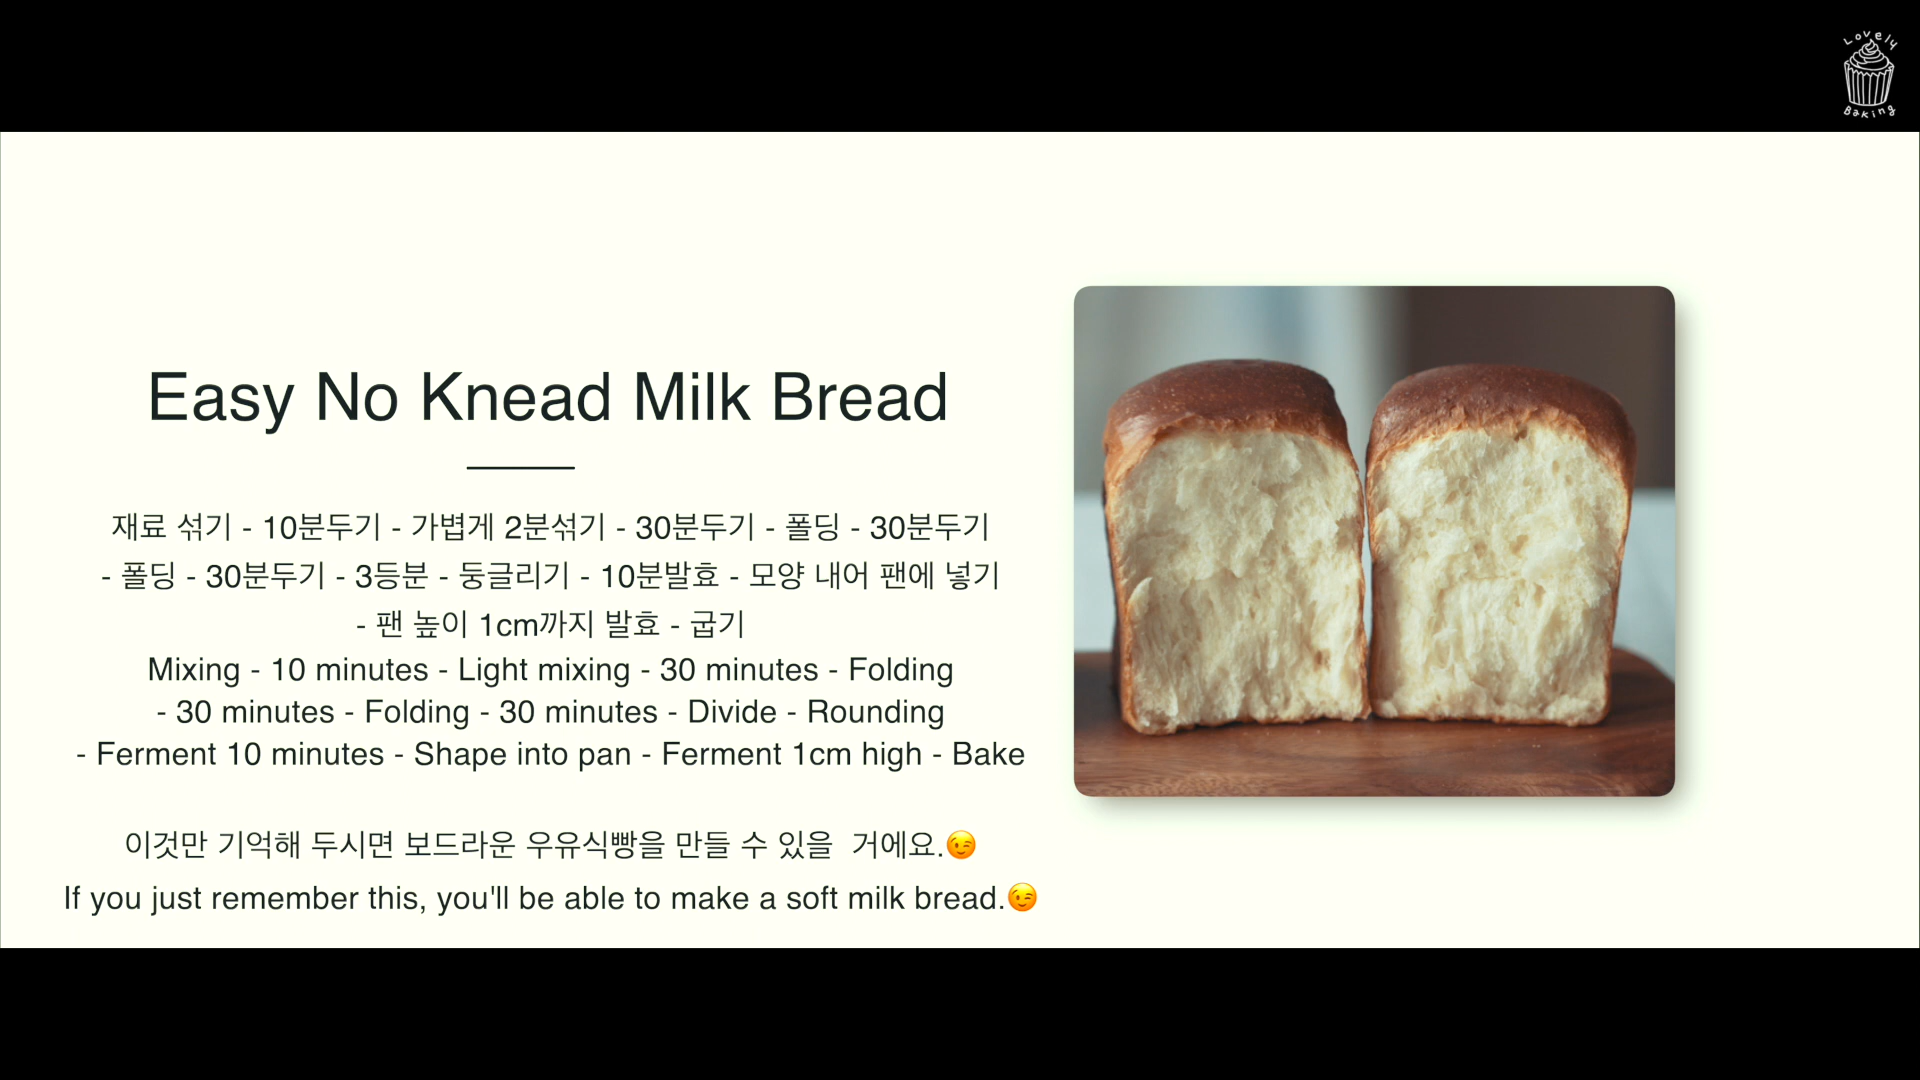 Lovely
Baking
Easy No Knead Milk Bread
재료 섞기 - 10분두기 - 가볍게 2분섞기 - 30분두기 - 폴딩 - 30분두기
- 폴딩 - 30분두기 - 3등분 - 둥글리기 - 10분발효 - 모양 내어 팬에 넣기
- 팬 높이 1cm까지 발효 - 굽기
Mixing - 10 minutes - Light mixing - 30 minutes - Folding
- 30 minutes - Folding - 30 minutes - Divide - Rounding
- Ferment 10 minutes - Shape into pan - Ferment 1cm high - Bake
이것만 기억해 두시면 보드라운 우유식빵을 만들 수 있을 거에요.😉
If you just remember this, you'll be able to make a soft milk bread.😉